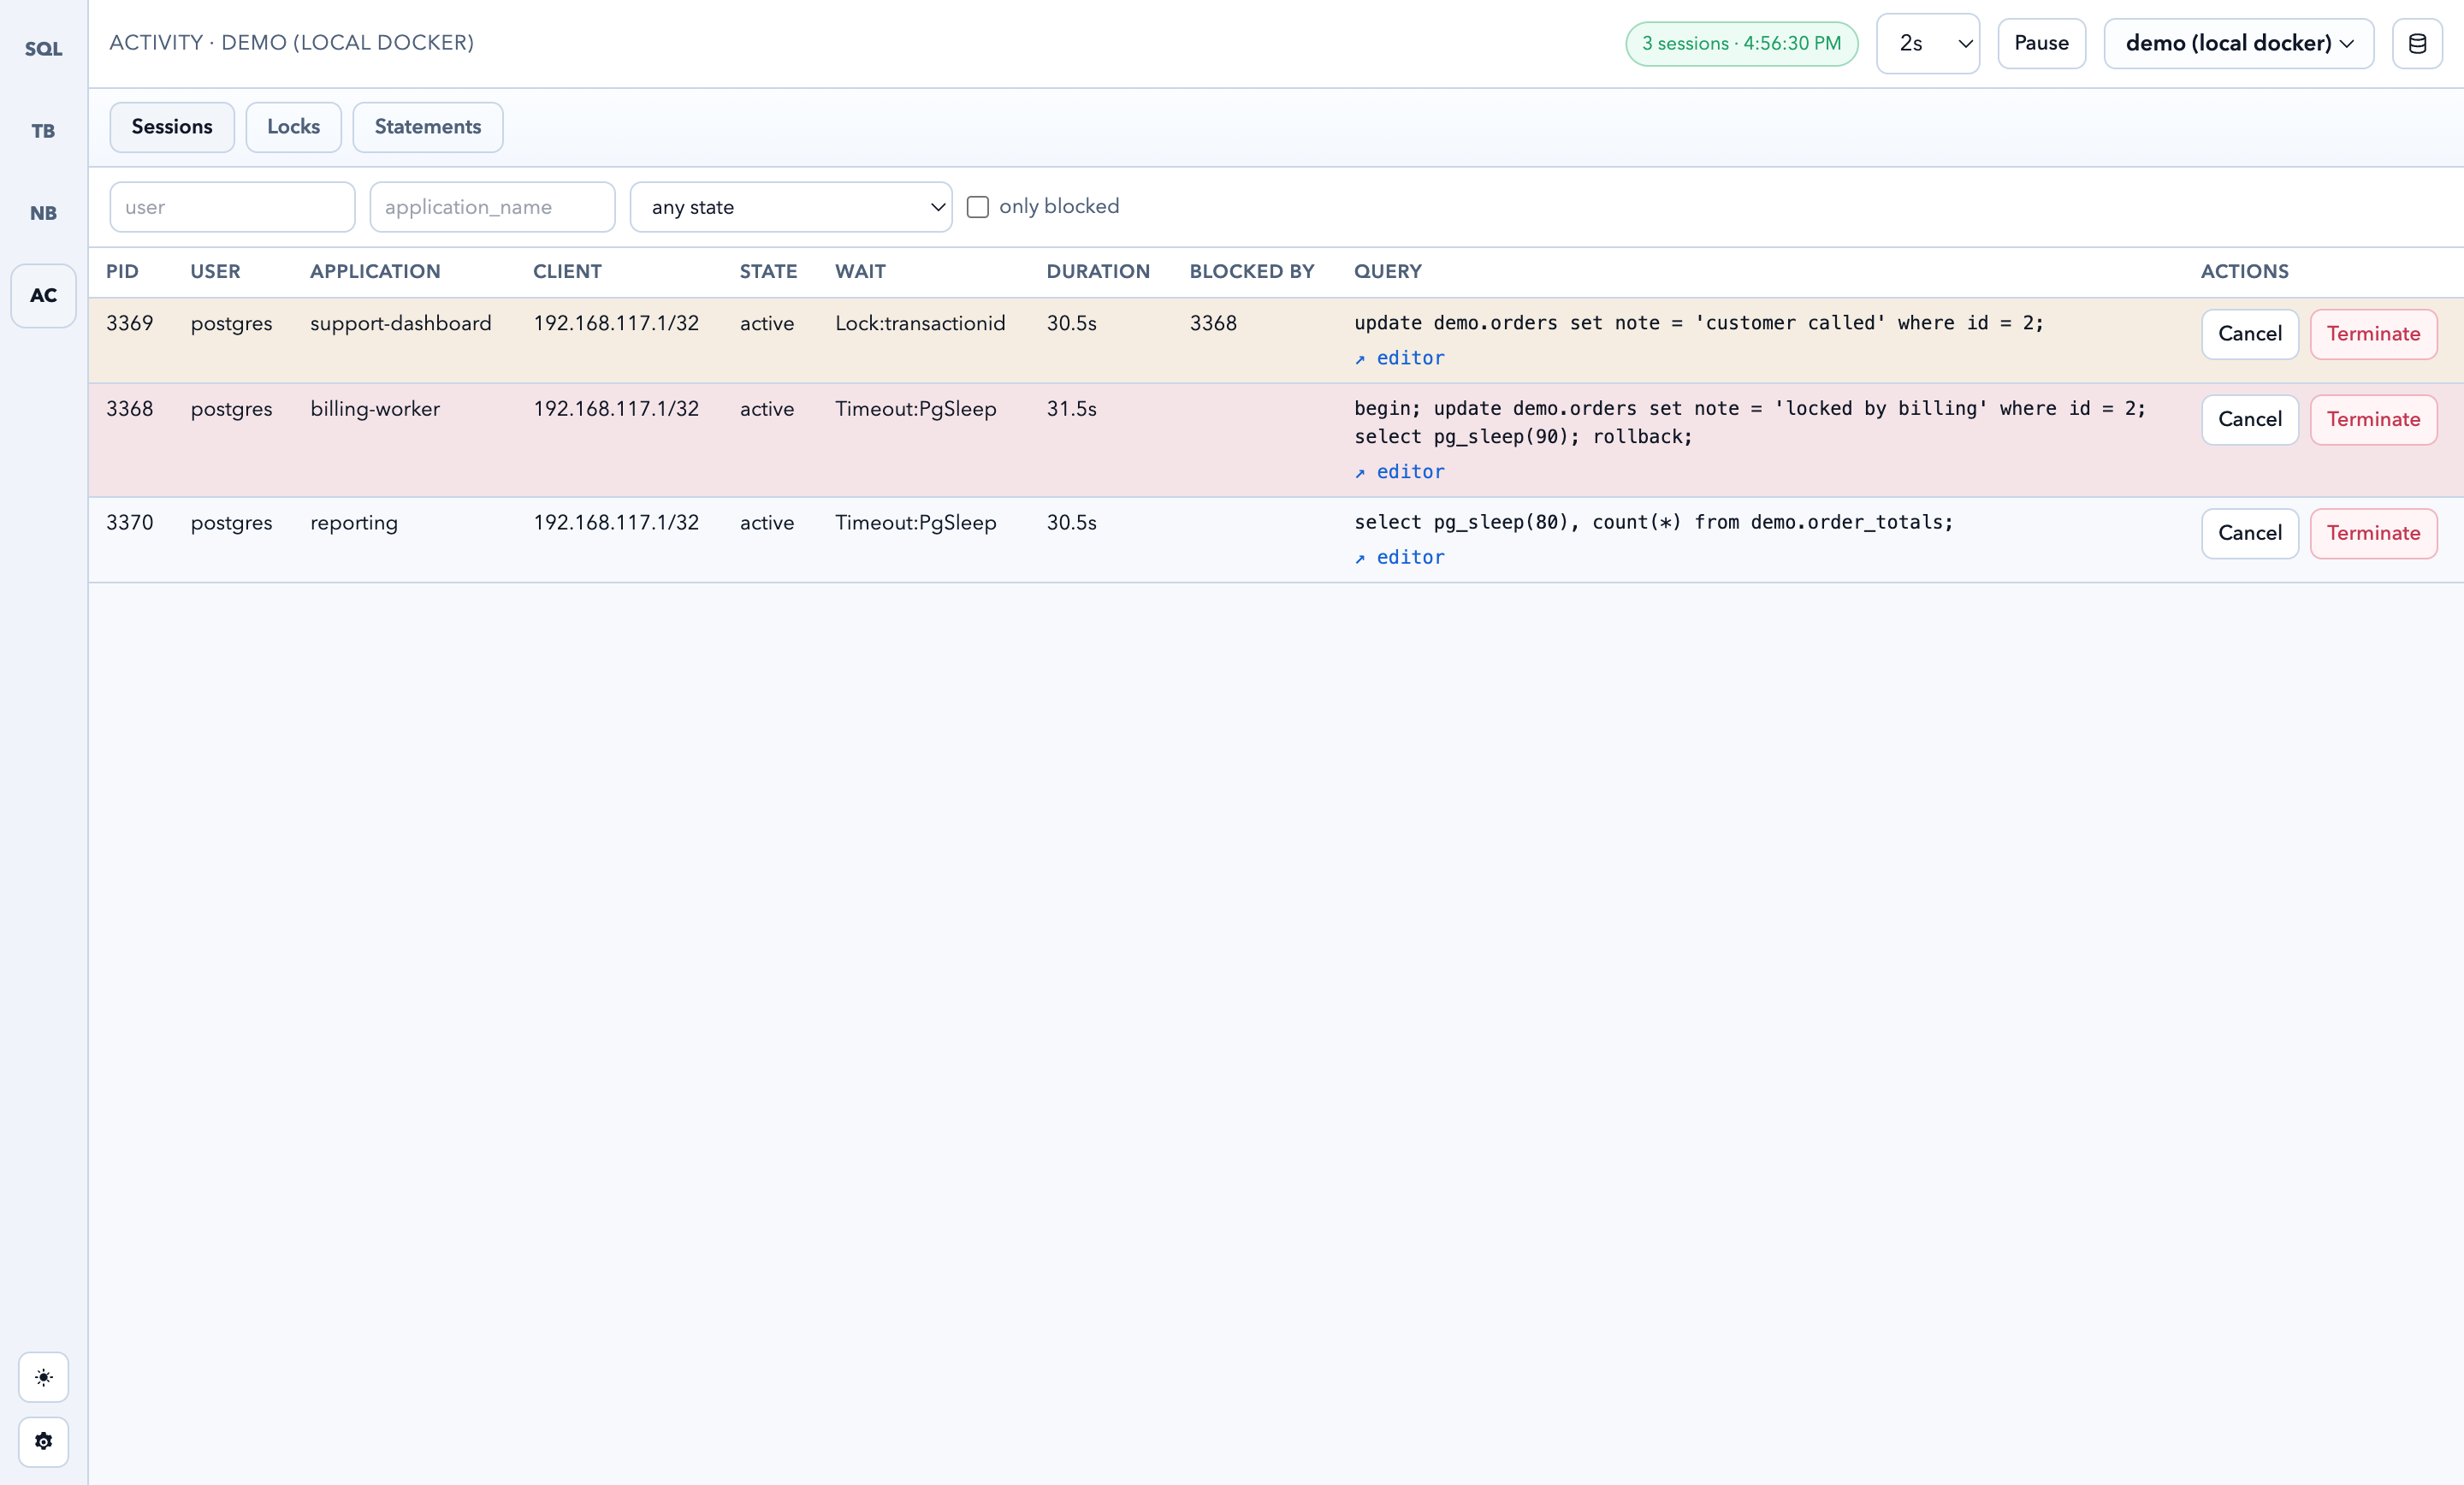 SQL
TB
NB
AC
ACTIVITY · DEMO (LOCAL DOCKER)
3 sessions · 4:56:30 PM
2s
Pause
demo (local docker)
Sessions
Locks
Statements
user
application_name
any state
only blocked
PID USER APPLICATION CLIENT STATE WAIT DURATION BLOCKED BY QUERY ACTIONS
3369 postgres support-dashboard 192.168.117.1/32 active Lock:transactionid 30.5s 3368 update demo.orders set note = 'customer called' where id = 2; Cancel Terminate
↗ editor
3368 postgres billing-worker 192.168.117.1/32 active Timeout:PgSleep 31.5s begin; update demo.orders set note = 'locked by billing' where id = 2; Cancel Terminate
select pg_sleep(90); rollback;
↗ editor
3370 postgres reporting 192.168.117.1/32 active Timeout:PgSleep 30.5s select pg_sleep(80), count(*) from demo.order_totals; Cancel Terminate
↗ editor